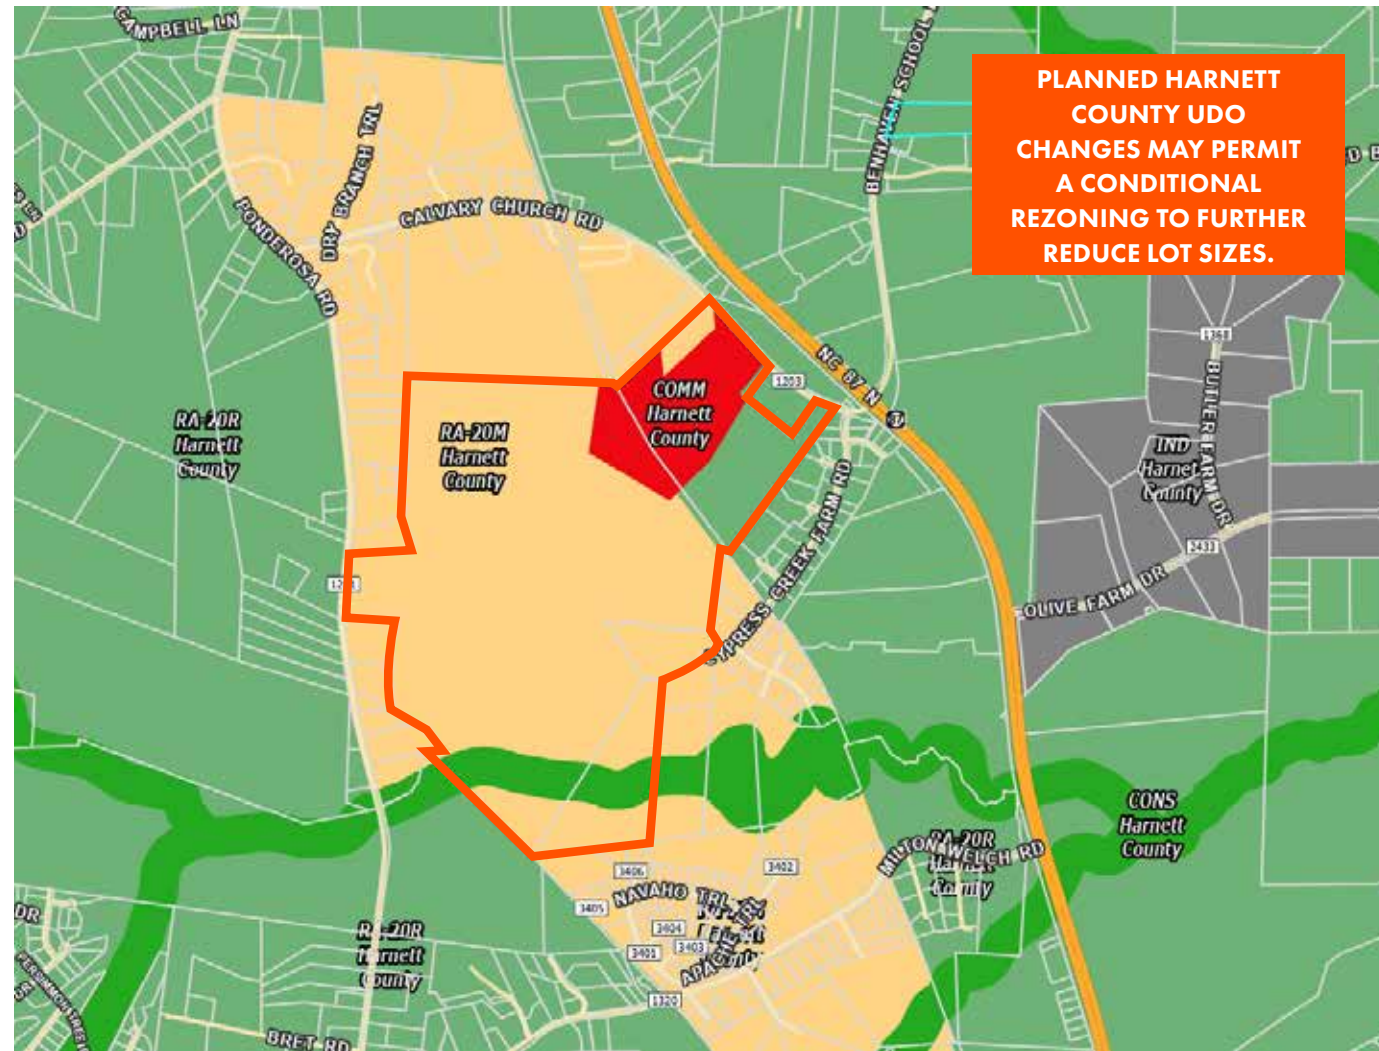 CAMPBELL LN
BENHAVEN SCHOOL
PLANNED HARNETT
COUNTY UDO
CHANGES MAY PERMIT
A CONDITIONAL
REZONING TO FURTHER
REDUCE LOT SIZES.
DRY BRANCH TRL
PONDEROSA RD
CALVARY CHURCH RD
NC 87 N
87
1203
1368
BUTLER FARM DR
COMM
Harnett
County
RA-20R
Harnett
County
RA-20M
Harnett
County
IND
Harnett
County
CYPRESS CREEK FARM RD
2433
OLIVE FARM DR
CONS
Harnett
County
RA-20R
County
MILTON WELCH RD
3406
3402
NAVAHO TRL
3405
3404
3403
3401
APACHE TRL
1320
RA-20R
Harnett
County
DR
BRET RD